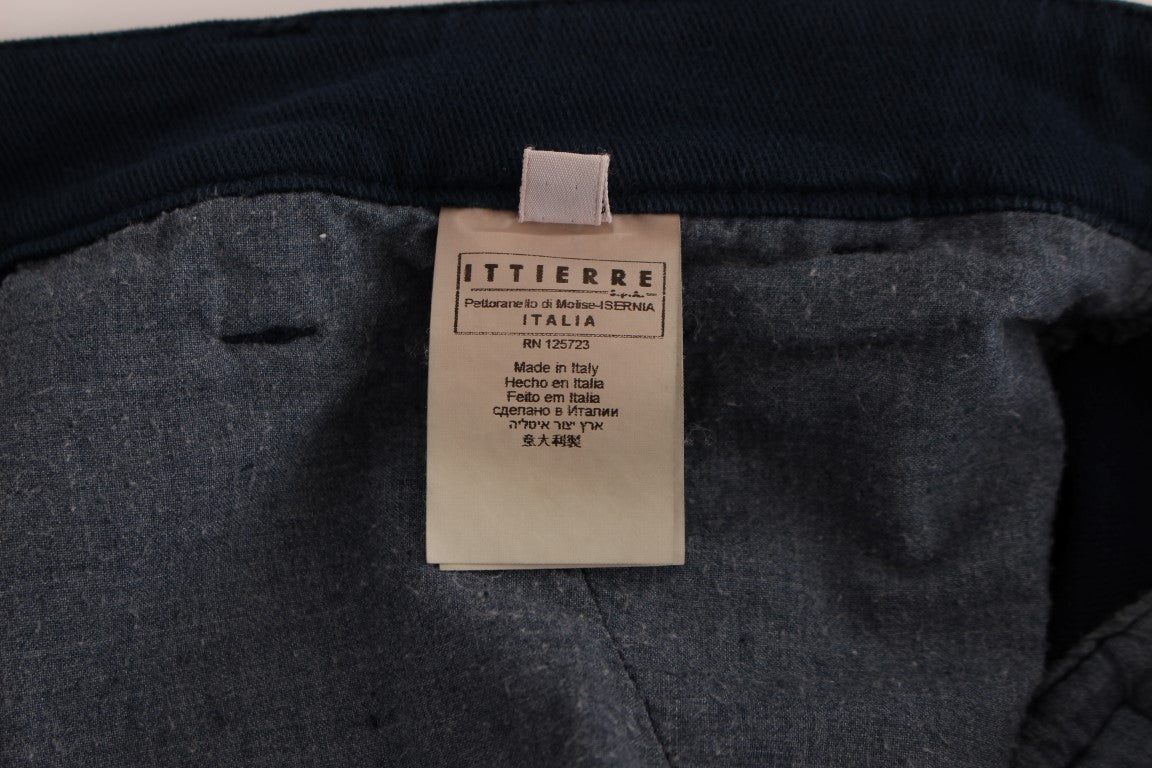 ITTIERRE
S.p.A.
Pettoranello di Molise-ISERNIA
ITALIA
RN 125723
Made in Italy
Hecho en Italia
Feito em Italia
сделано в Италии
ארץ יצור איטליה
意大利製